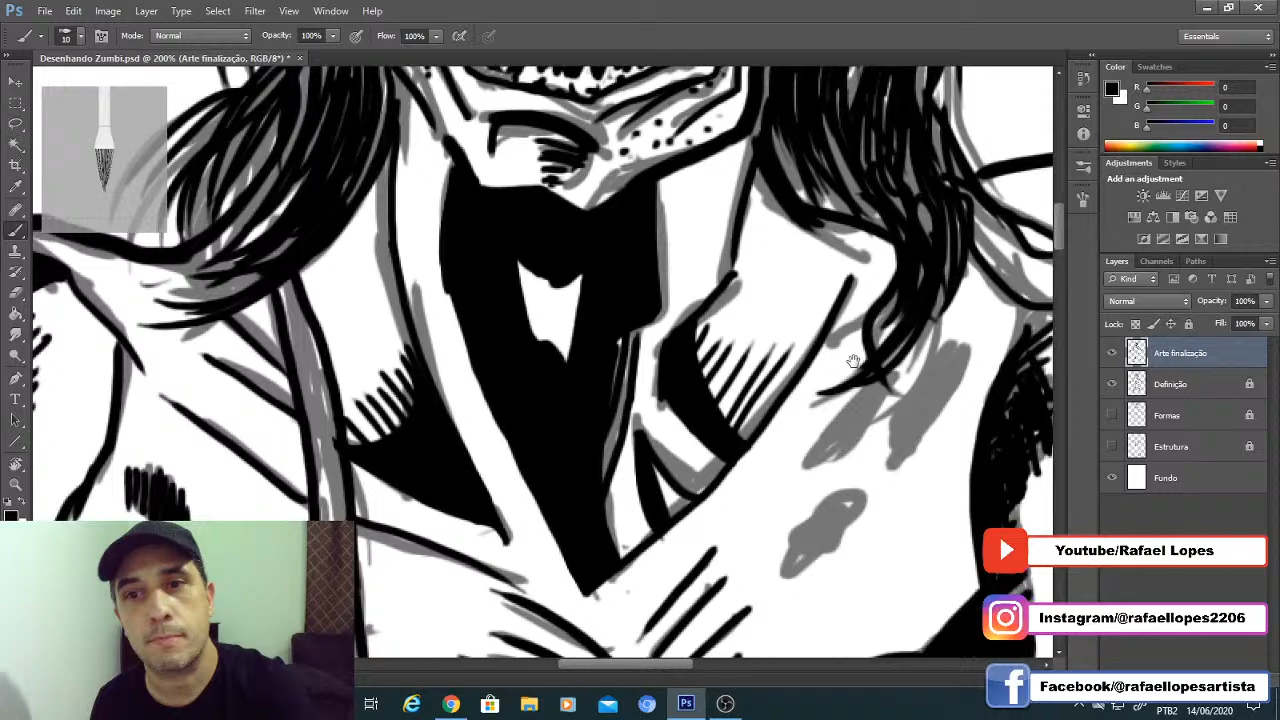 Ps File Edit Image Layer Type Select Filter View Window Help
10 Mode: Normal Opacity: 100% Flow: 100% Essentials
Desenhando Zumbi.psd @ 200% (Arte finalização, RGB/8*) *
Color Swatches
R 0
G 0
B 0
Adjustments Styles
Add an adjustment
Layers Channels Paths
Kind
Normal Opacity: 100%
Lock: Fill: 100%
Arte finalização
Definição
Formas
Estrutura
Fundo
Youtube/Rafael Lopes
Instagram/@rafaellopes2206
Facebook/@rafaellopesartista
PTB2 14/06/2020